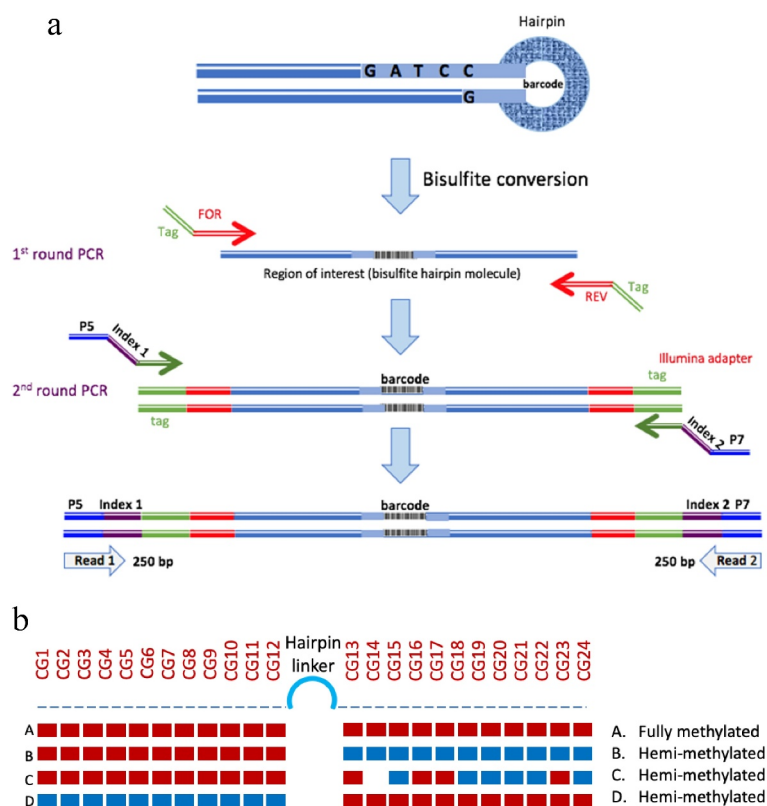 a
Hairpin
G A T C C
barcode
G
Bisulfite conversion
FOR
Tag
1st round PCR
Region of interest (bisulfite hairpin molecule)
REV
Tag
P5
Index 1
Illumina adapter
barcode
tag
2nd round PCR
tag
Index 2
P7
P5 Index 1 barcode Index 2 P7
Read 1 250 bp 250 bp Read 2
b
CG1 CG2 CG3 CG4 CG5 CG6 CG7 CG8 CG9 CG10 CG11 CG12 Hairpin linker CG13 CG14 CG15 CG16 CG17 CG18 CG19 CG20 CG21 CG22 CG23 CG24
A A. Fully methylated
B B. Hemi-methylated
C C. Hemi-methylated
D D. Hemi-methylated